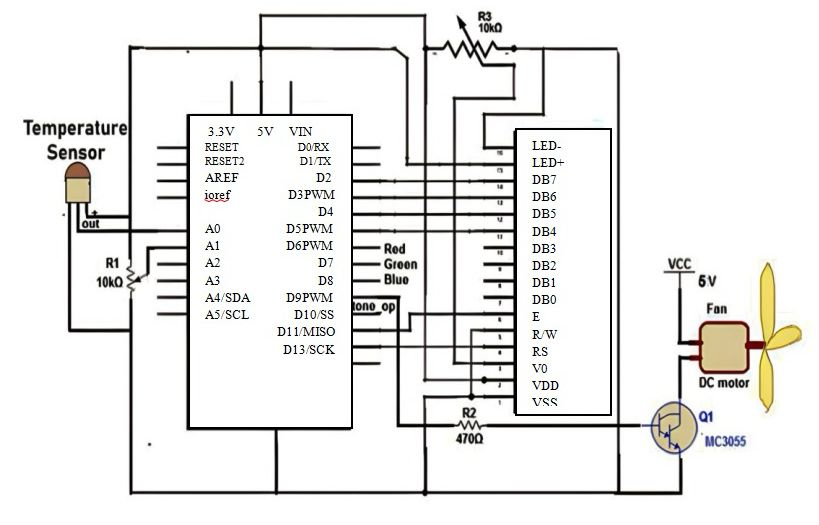 R3
10kΩ
Temperature
Sensor
out
+
-
R1
10kΩ
3.3V 5V VIN
RESET D0/RX
RESET2 D1/TX
AREF D2
ioref D3PWM
D4
A0 D5PWM
A1 D6PWM
A2 D7
A3 D8
A4/SDA D9PWM
A5/SCL D10/SS
D11/MISO
D13/SCK
Red
Green
Blue
tone_op
LED-
LED+
DB7
DB6
DB5
DB4
DB3
DB2
DB1
DB0
E
R/W
RS
V0
VDD
VSS
R2
470Ω
VCC
5V
Fan
DC motor
Q1
MC3055